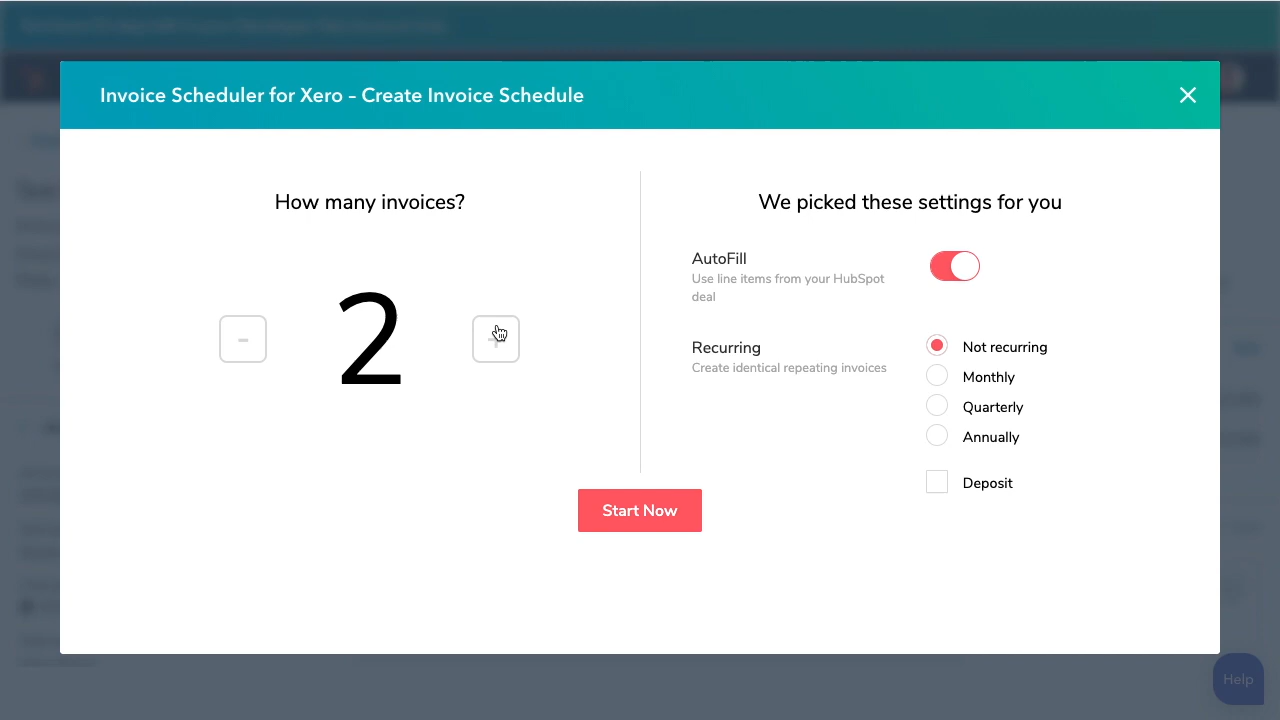 Invoice Scheduler for Xero – Create Invoice Schedule
How many invoices?
-
2
+
We picked these settings for you
AutoFill
Use line items from your HubSpot
deal
Recurring
Create identical repeating invoices
Not recurring
Monthly
Quarterly
Annually
Deposit
Start Now
Help